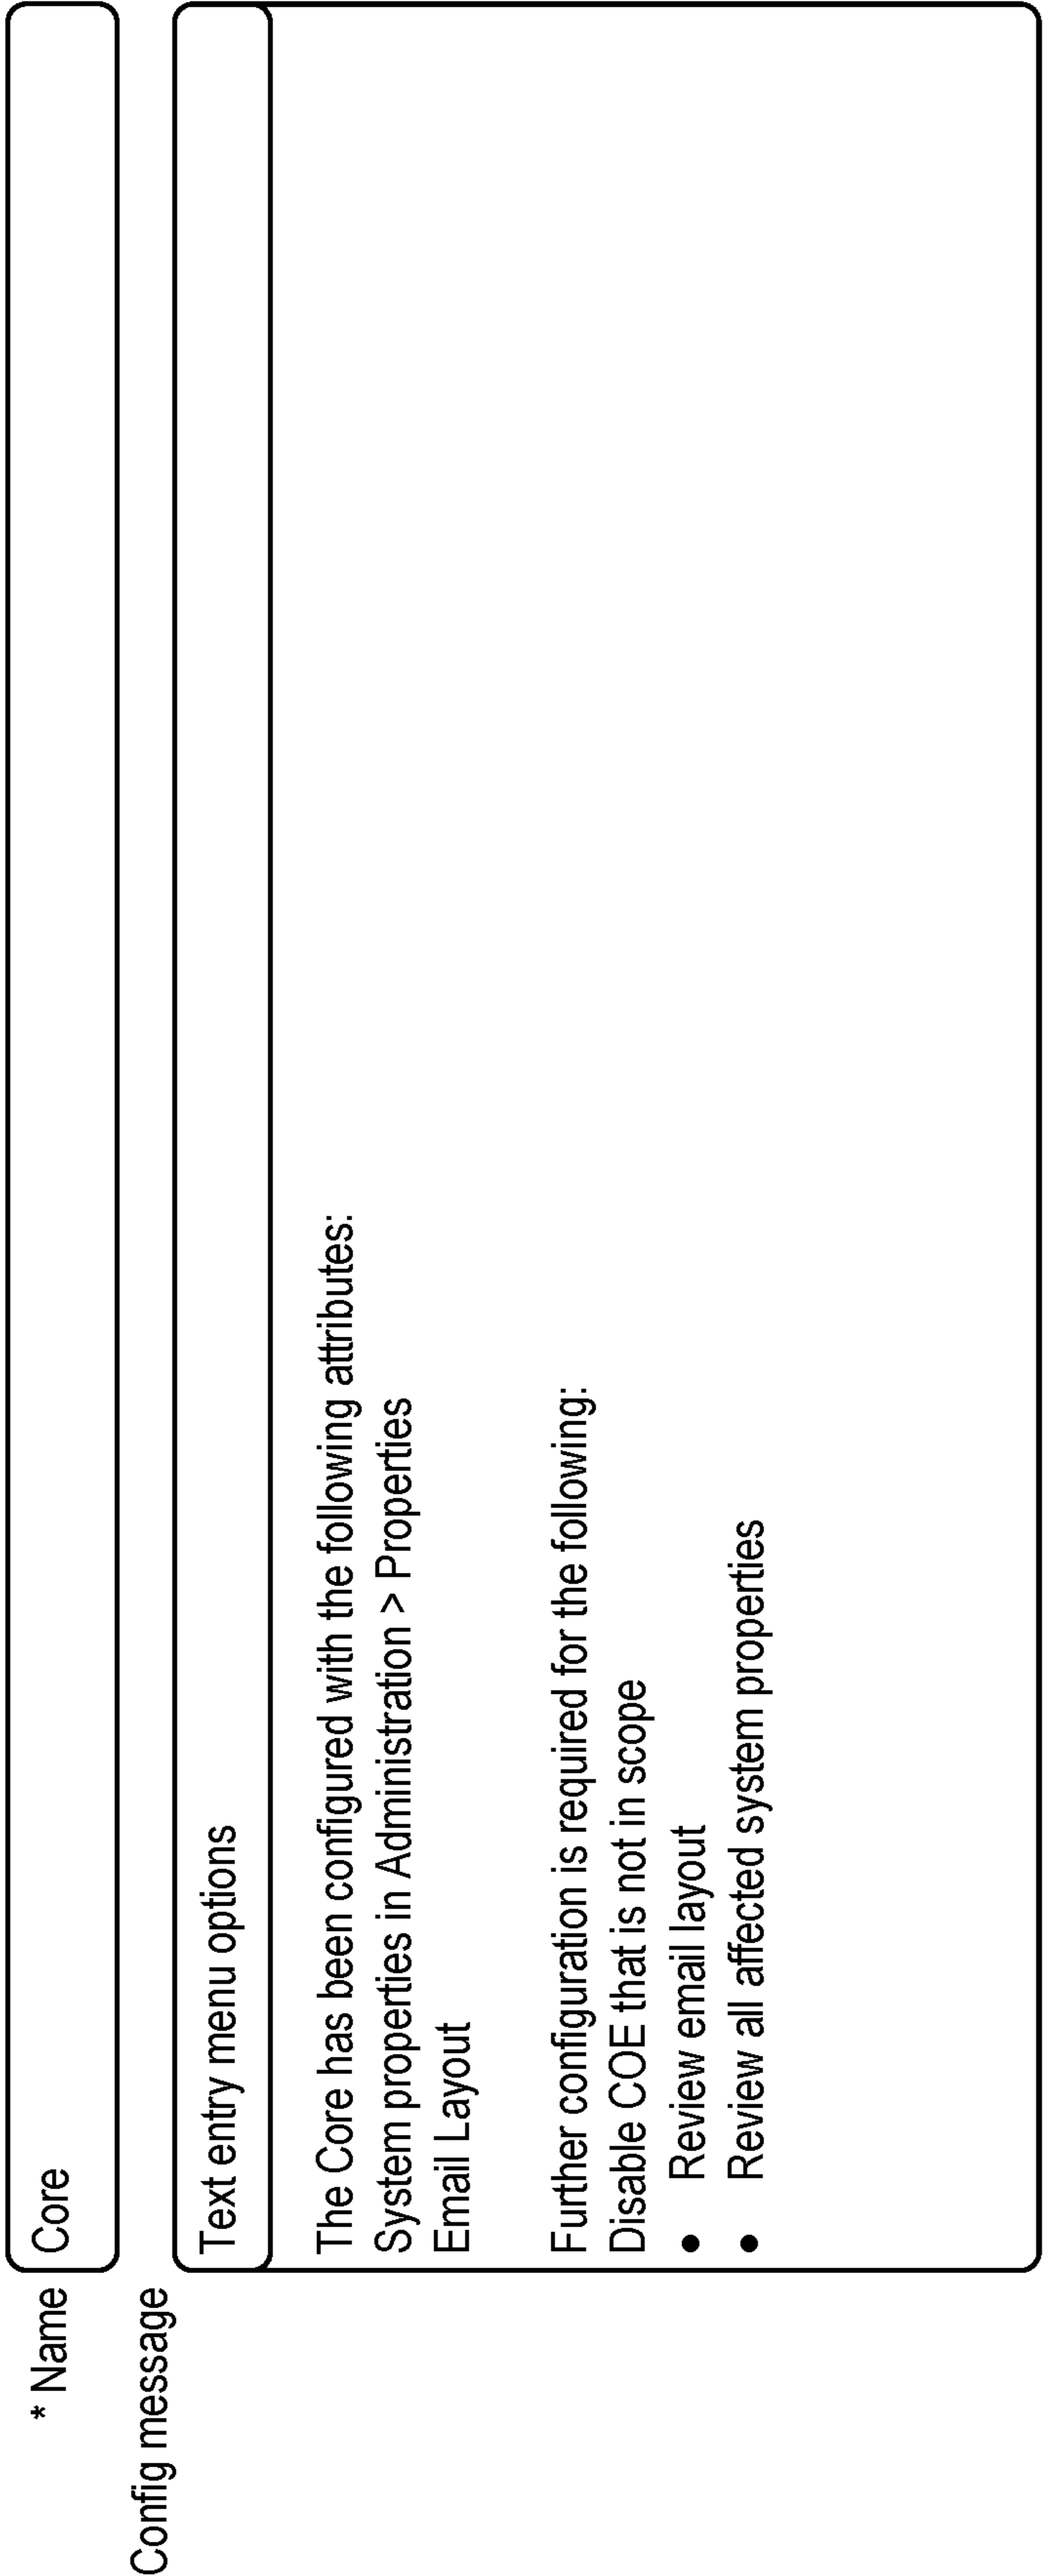 * Name Core
Config message
Text entry menu options
The Core has been configured with the following attributes:
System properties in Administration > Properties
Email Layout
Further configuration is required for the following:
Disable COE that is not in scope
• Review email layout
• Review all affected system properties